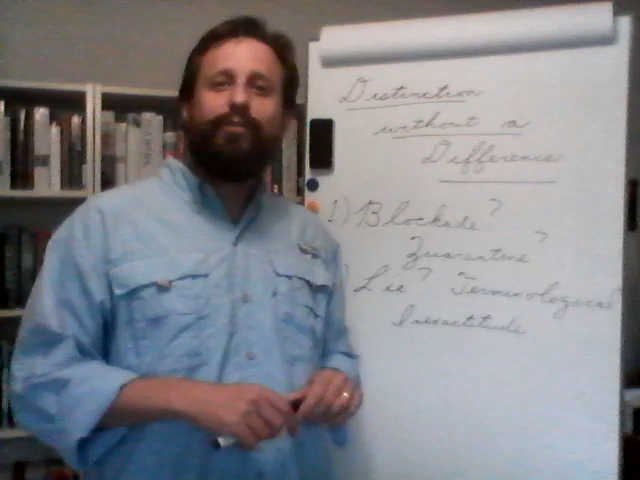 Distinction
without a
Difference
1) Blockade?
Quarantine?
Lie? Terminological
Inexactitude